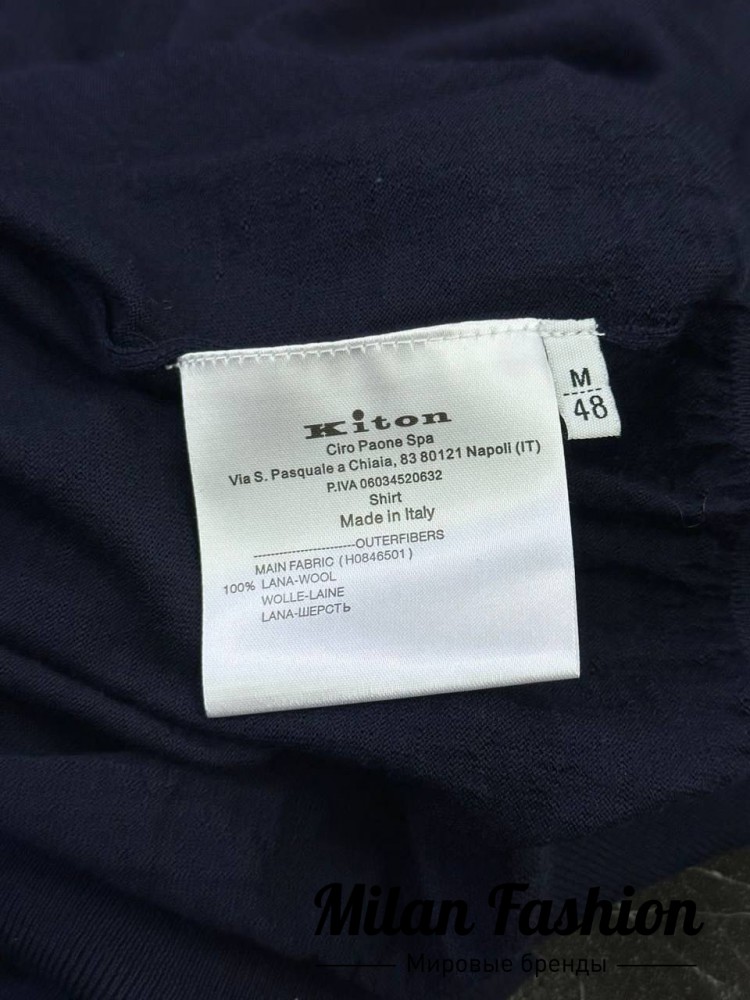 Kiton
Ciro Paone Spa
Via S. Pasquale a Chiaia, 83 80121 Napoli (IT)
P.IVA 06034520632
Shirt
Made in Italy
----------------------------OUTERFIBERS
MAIN FABRIC (H0846501)
100% LANA-WOOL
WOLLE-LAINE
LANA-ШЕРСТЬ
M
48
Milan Fashion
Мировые бренды